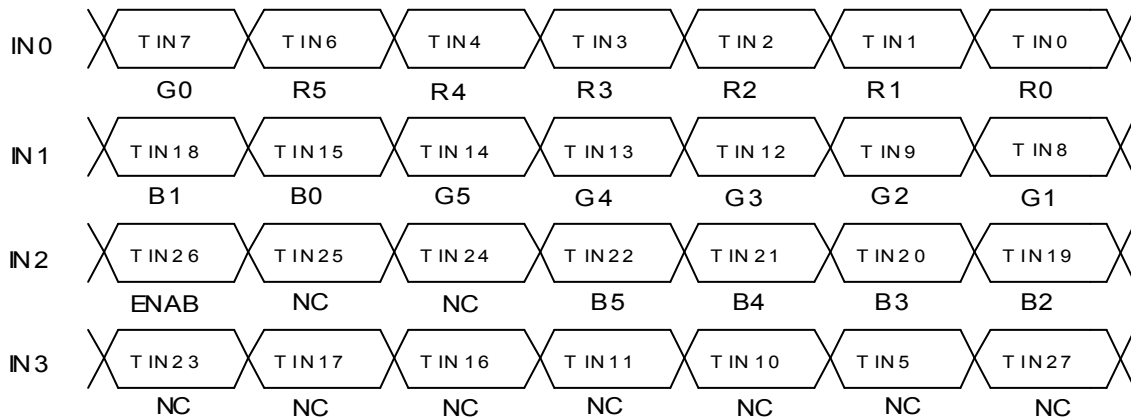 IN0 TIN7 TIN6 TIN4 TIN3 TIN2 TIN1 TIN0
G0 R5 R4 R3 R2 R1 R0
IN1 TIN18 TIN15 TIN14 TIN13 TIN12 TIN9 TIN8
B1 B0 G5 G4 G3 G2 G1
IN2 TIN26 TIN25 TIN24 TIN22 TIN21 TIN20 TIN19
ENAB NC NC B5 B4 B3 B2
IN3 TIN23 TIN17 TIN16 TIN11 TIN10 TIN5 TIN27
NC NC NC NC NC NC NC